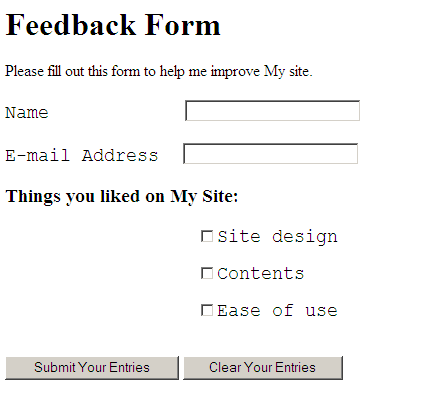 Feedback Form
Please fill out this form to help me improve My site.
Name
E-mail Address
Things you liked on My Site:
Site design
Contents
Ease of use
Submit Your Entries Clear Your Entries